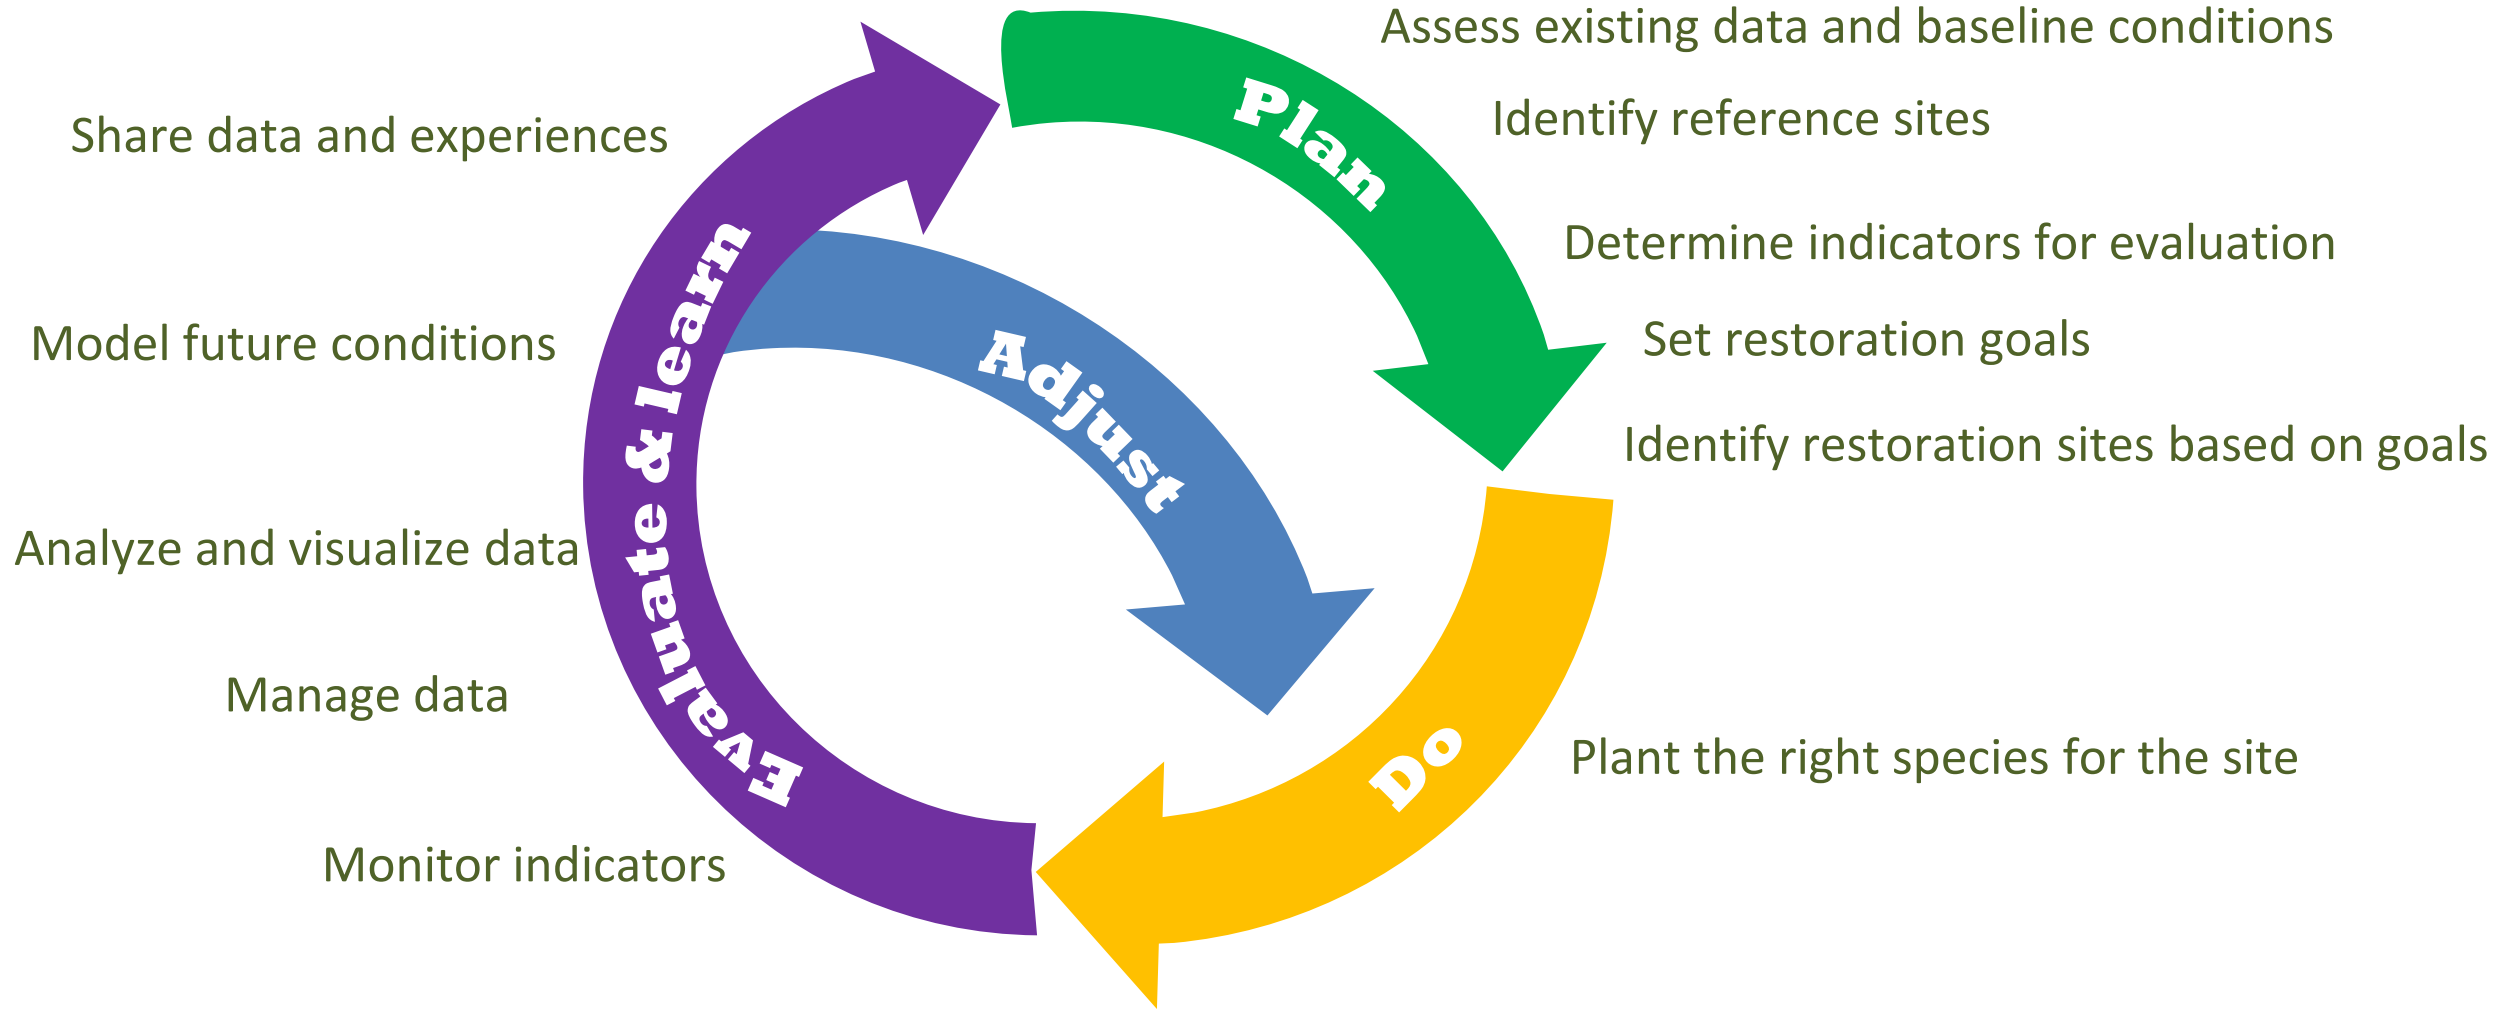 Assess existing data and baseline conditions
Identify reference sites
Determine indicators for evaluation
Set restoration goals
Identify restoration sites based on goals
Plant the right species for the site
Share data and experiences
Model future conditions
Analyze and visualize data
Manage data
Monitor indicators
Plan
Adjust
Do
Evaluate & Learn